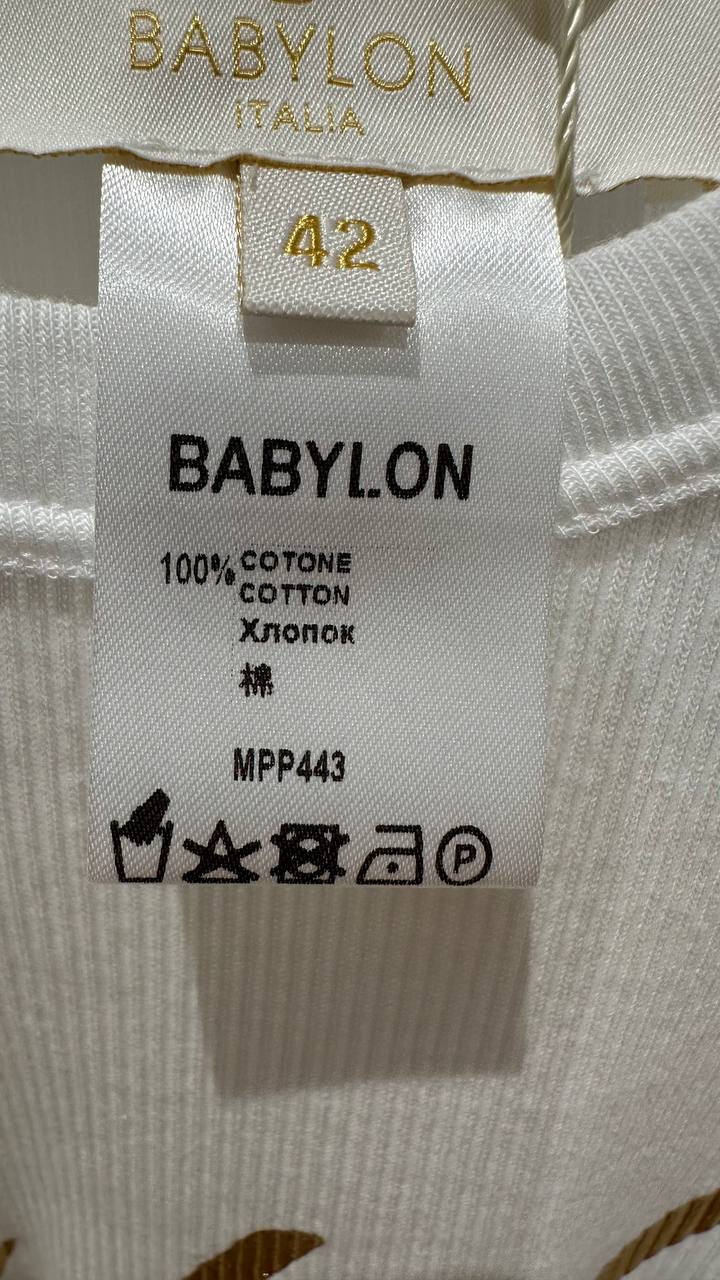 BABYLON
ITALIA
42
BABYLON
100% COTONE
COTTON
Хлопок
棉
MPP443
P